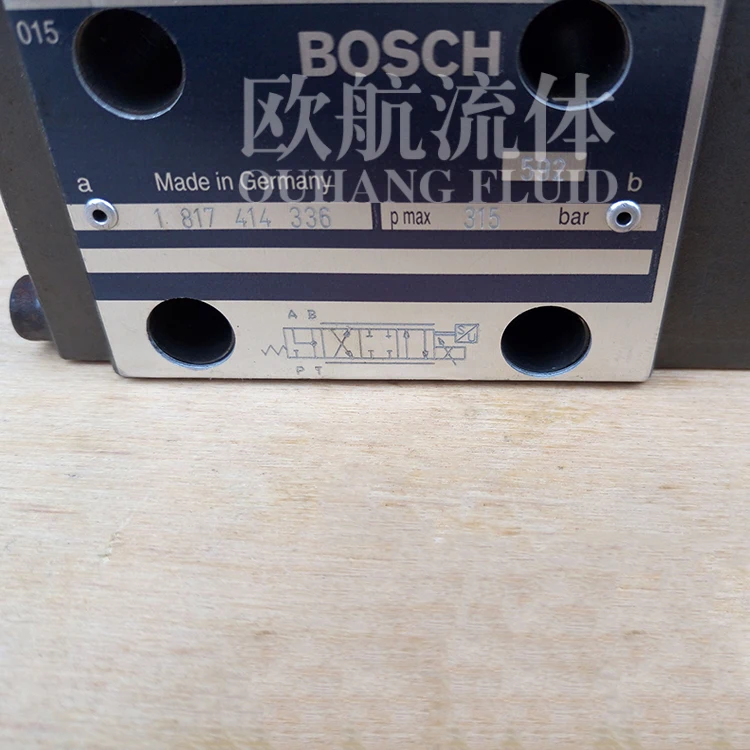 015
BOSCH
欧航流体
592
OUHANG FLUID
a Made in Germany b
1 817 414 336 p max 315 bar
A B
S
U
P T